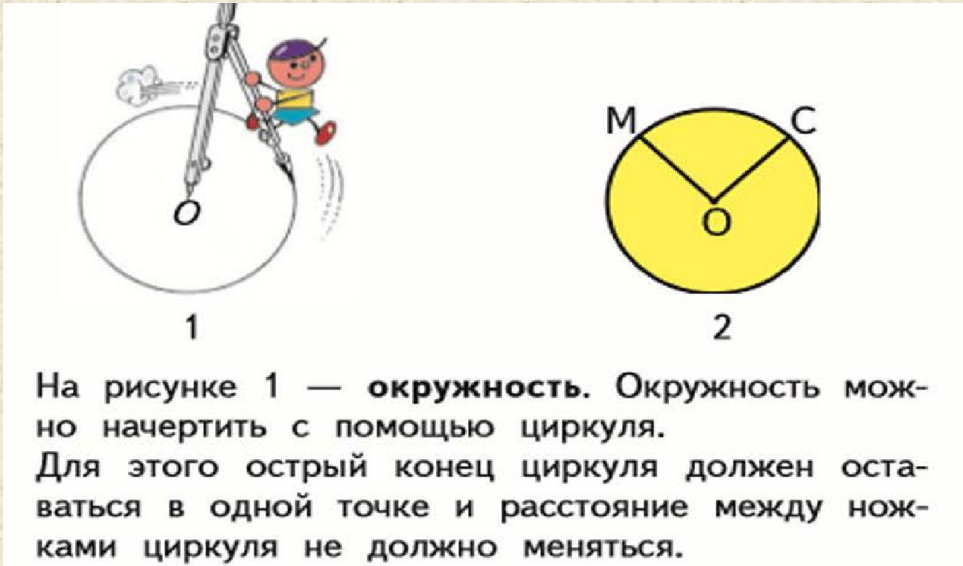 O
M C
O
1 2
На рисунке 1 — окружность. Окружность мож-
но начертить с помощью циркуля.
Для этого острый конец циркуля должен оста-
ваться в одной точке и расстояние между нож-
ками циркуля не должно меняться.